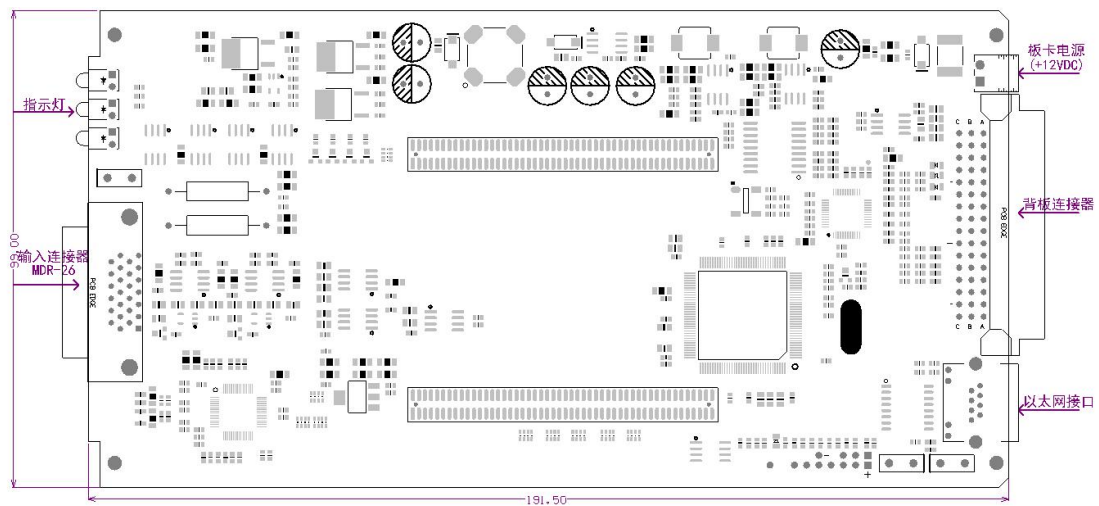 板卡电源
(+12VDC)
指示灯
C B A
背板连接器
PCB EDGE
99.00
输入连接器
MDR-26
PCB EDGE
C B A
以太网接口
+
191.50